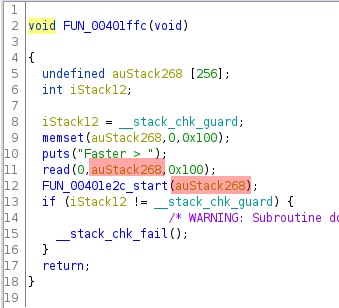 1
2 void FUN_00401ffc(void)
3
4 {
5 undefined auStack268 [256];
6 int iStack12;
7
8 iStack12 = __stack_chk_guard;
9 memset(auStack268,0,0x100);
10 puts("Faster > ");
11 read(0,auStack268,0x100);
12 FUN_00401e2c_start(auStack268);
13 if (iStack12 != __stack_chk_guard) {
14 /* WARNING: Subroutine do
15 __stack_chk_fail();
16 }
17 return;
18 }
19